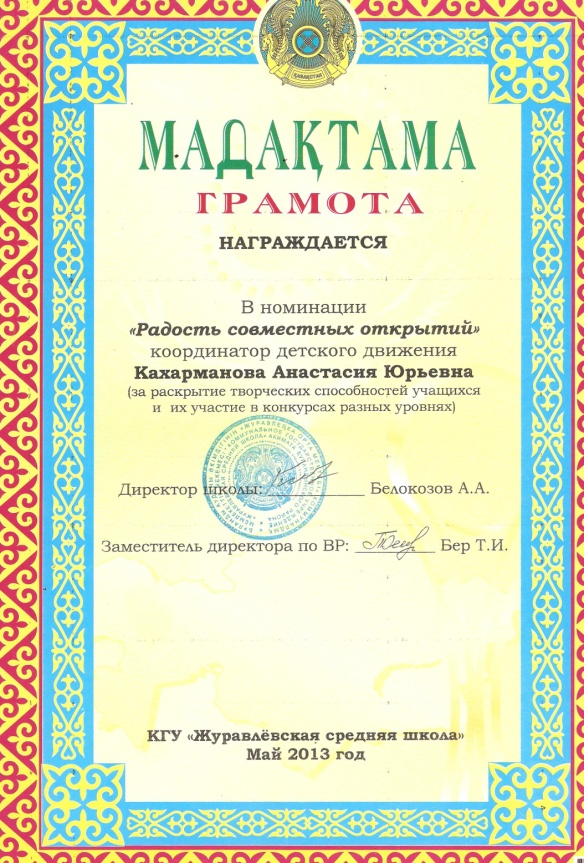 ҚАЗАҚСТАН
МАДАҚТАМА
ГРАМОТА
НАГРАЖДАЕТСЯ
В номинации
«Радость совместных открытий»
координатор детского движения
Кахарманова Анастасия Юрьевна
(за раскрытие творческих способностей учащихся
и их участие в конкурсах разных уровнях)
Директор школы: Белокозов А.А.
Заместитель директора по ВР: Бер Т.И.
КГУ «Журавлёвская средняя школа»
Май 2013 год